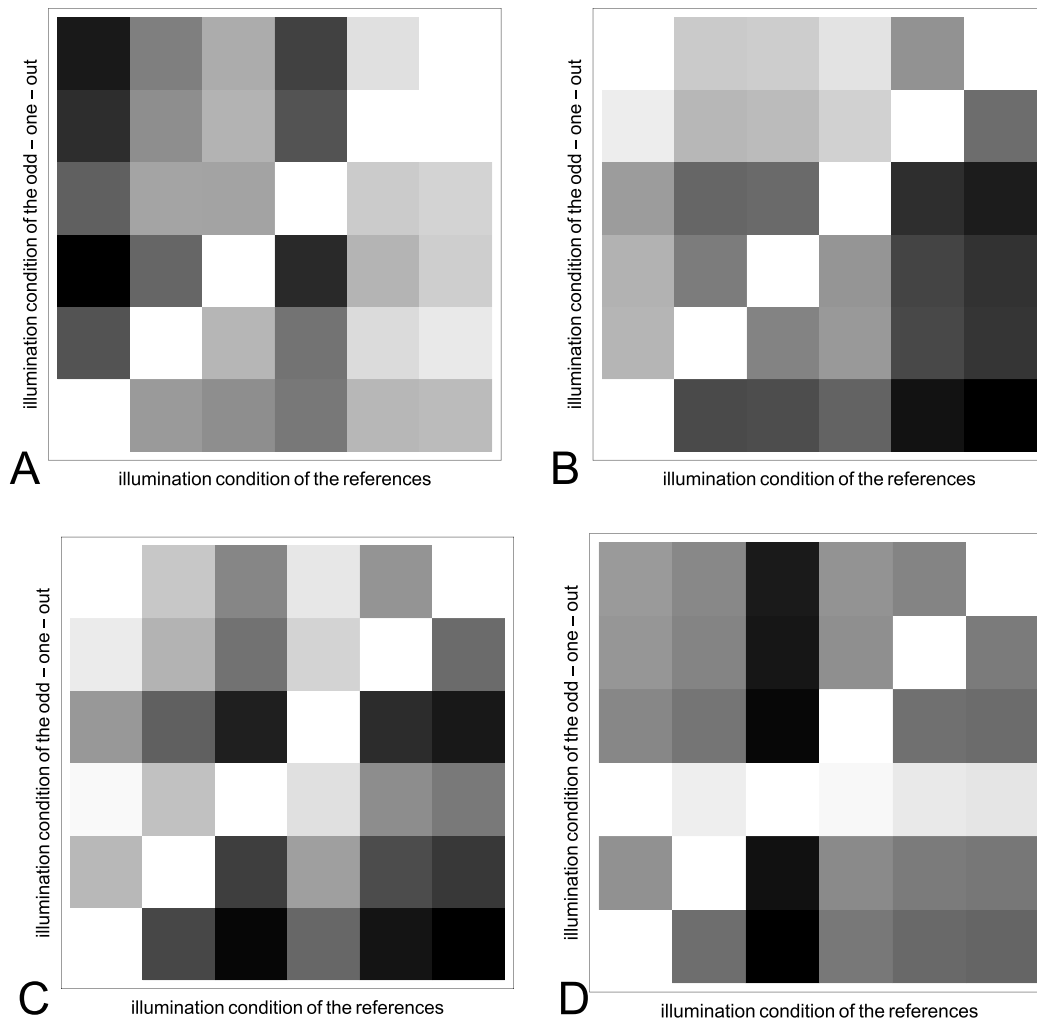 illumination condition of the odd – one – out
illumination condition of the odd – one – out
A
B
illumination condition of the references
illumination condition of the references
illumination condition of the odd – one – out
illumination condition of the odd – one – out
C
D
illumination condition of the references
illumination condition of the references